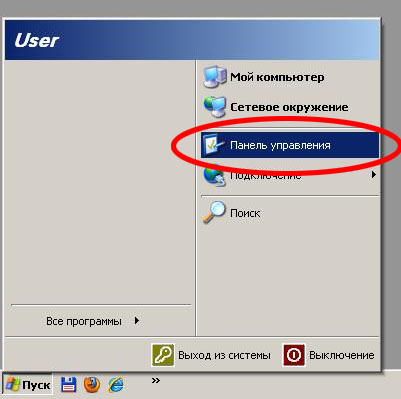 User
Мой компьютер
Сетевое окружение
Панель управления
Подключение
Поиск
Все программы
Выход из системы
Выключение
Пуск
»